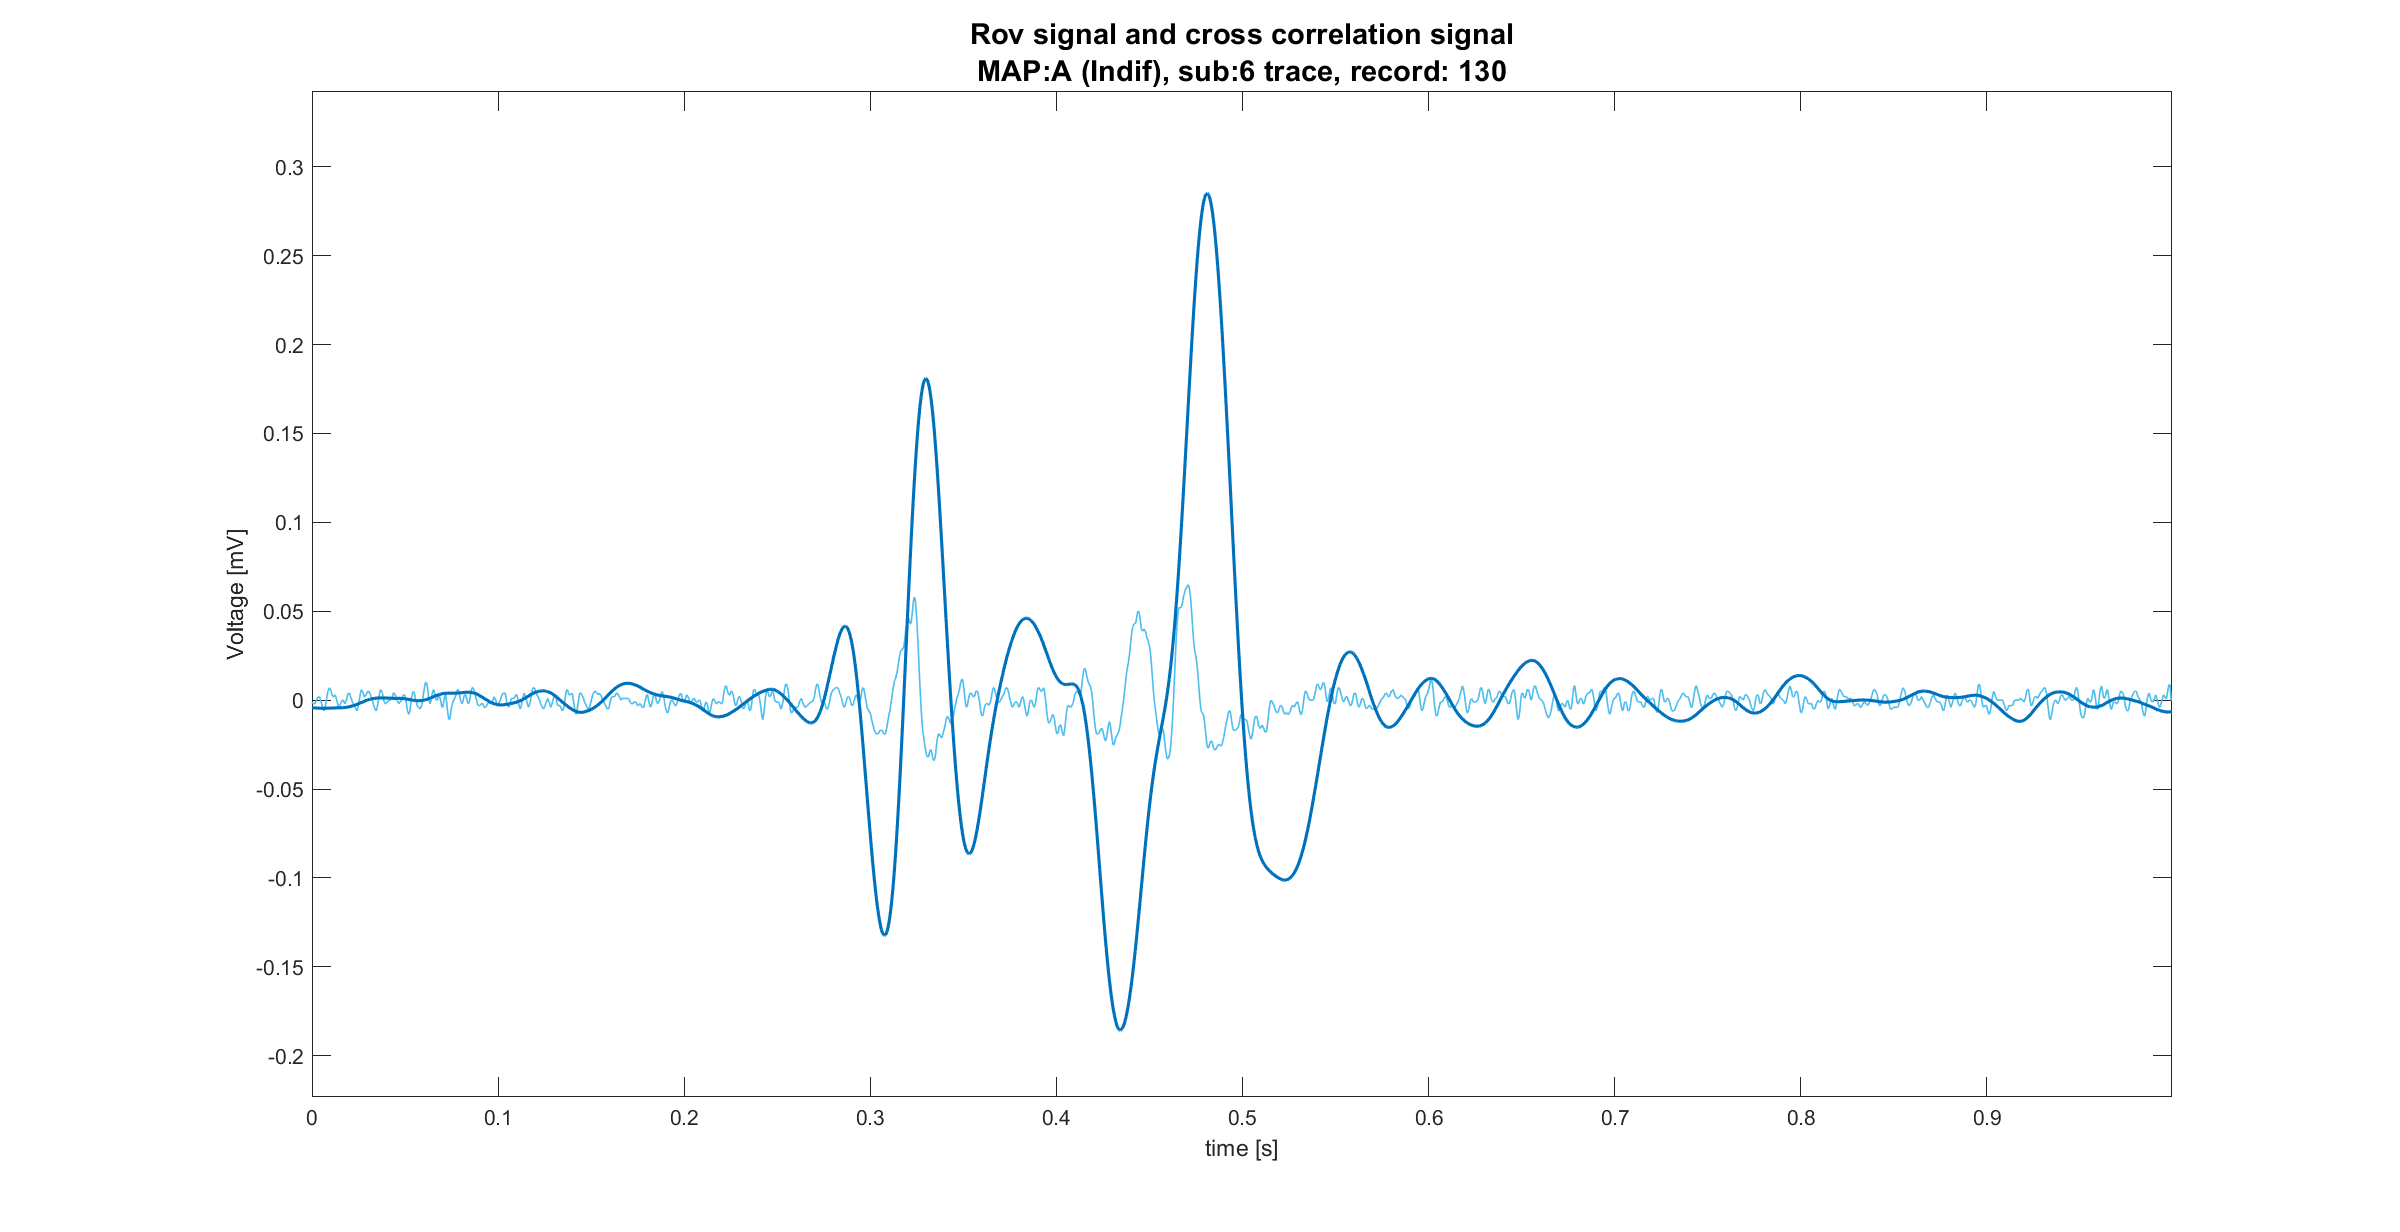 Rov signal and cross correlation signal
MAP:A (Indif), sub:6 trace, record: 130
0.3
0.25
0.2
0.15
0.1
0.05
0
-0.05
-0.1
-0.15
-0.2
Voltage [mV]
0 0.1 0.2 0.3 0.4 0.5 0.6 0.7 0.8 0.9
time [s]